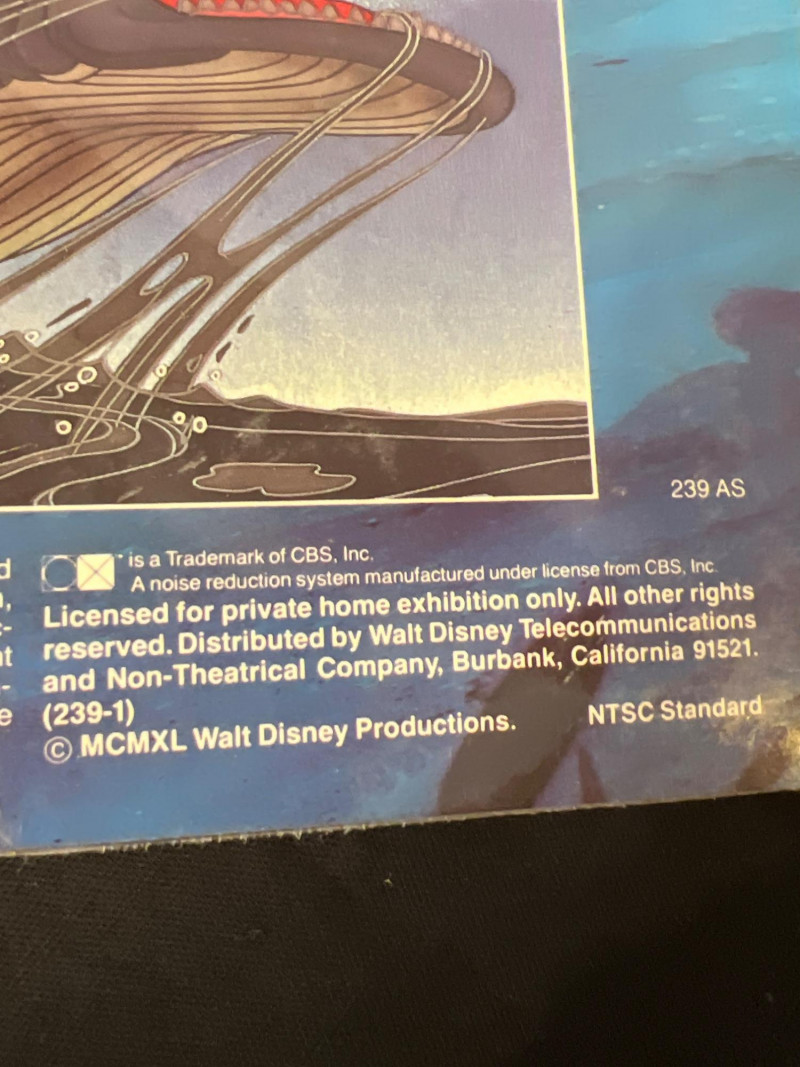 239 AS
d
is a Trademark of CBS, Inc.
A noise reduction system manufactured under license from CBS, Inc.
Licensed for private home exhibition only. All other rights
reserved. Distributed by Walt Disney Telecommunications
and Non-Theatrical Company, Burbank, California 91521.
(239-1)
© MCMXL Walt Disney Productions.
NTSC Standard